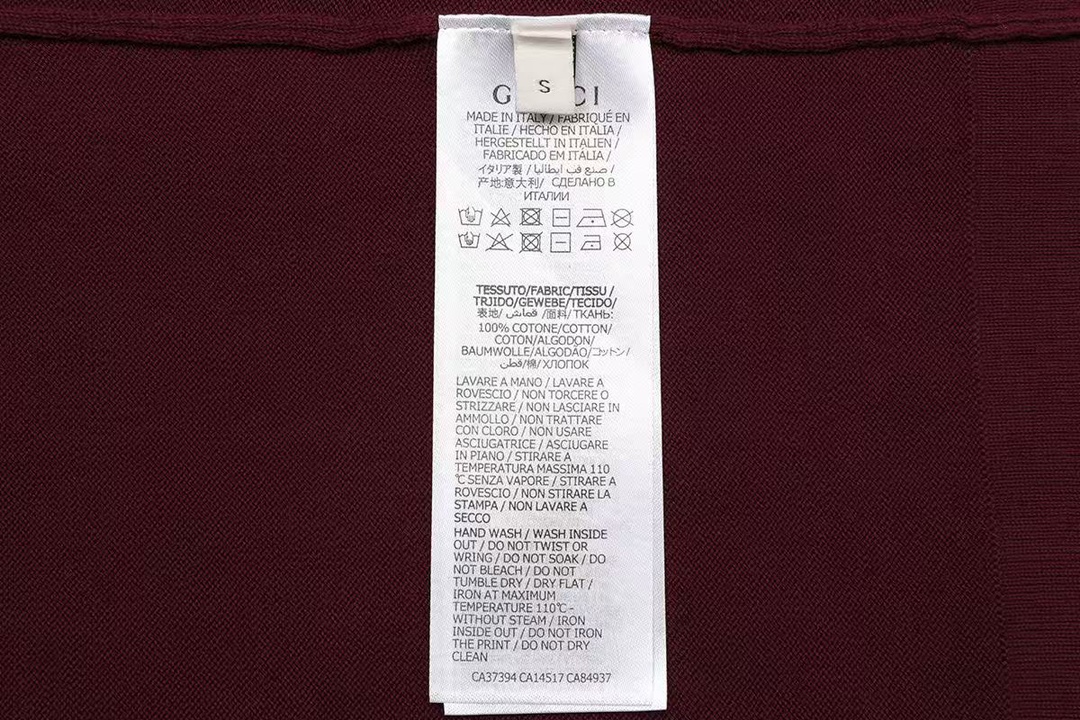 S
G CI
MADE IN ITALY / FABRIQUÉ EN
ITALIE / HECHO EN ITALIA /
HERGESTELLT IN ITALIEN /
FABRICADO EM ITÁLIA /
イタリア製 / صنع فب ايطاليا /
产地:意大利/ СДЕЛАНО В
ИТАЛИИ
TESSUTO/FABRIC/TISSU /
TRJIDO/GEWEBE/TECIDO/
表地/ قماش /面料/ ТКАНЬ:
100% COTONE/COTTON/
COTON/ALGODON/
BAUMWOLLE/ALGODÃO/コットン/
قطن/棉/ ХЛОПОК
LAVARE A MANO / LAVARE A
ROVESCIO / NON TORCERE O
STRIZZARE / NON LASCIARE IN
AMMOLLO / NON TRATTARE
CON CLORO / NON USARE
ASCIUGATRICE / ASCIUGARE
IN PIANO / STIRARE A
TEMPERATURA MASSIMA 110
℃ SENZA VAPORE / STIRARE A
ROVESCIO / NON STIRARE LA
STAMPA / NON LAVARE A
SECCO
HAND WASH / WASH INSIDE
OUT / DO NOT TWIST OR
WRING / DO NOT SOAK / DO
NOT BLEACH / DO NOT
TUMBLE DRY / DRY FLAT /
IRON AT MAXIMUM
TEMPERATURE 110℃ -
WITHOUT STEAM / IRON
INSIDE OUT / DO NOT IRON
THE PRINT / DO NOT DRY
CLEAN
CA37394 CA14517 CA84937